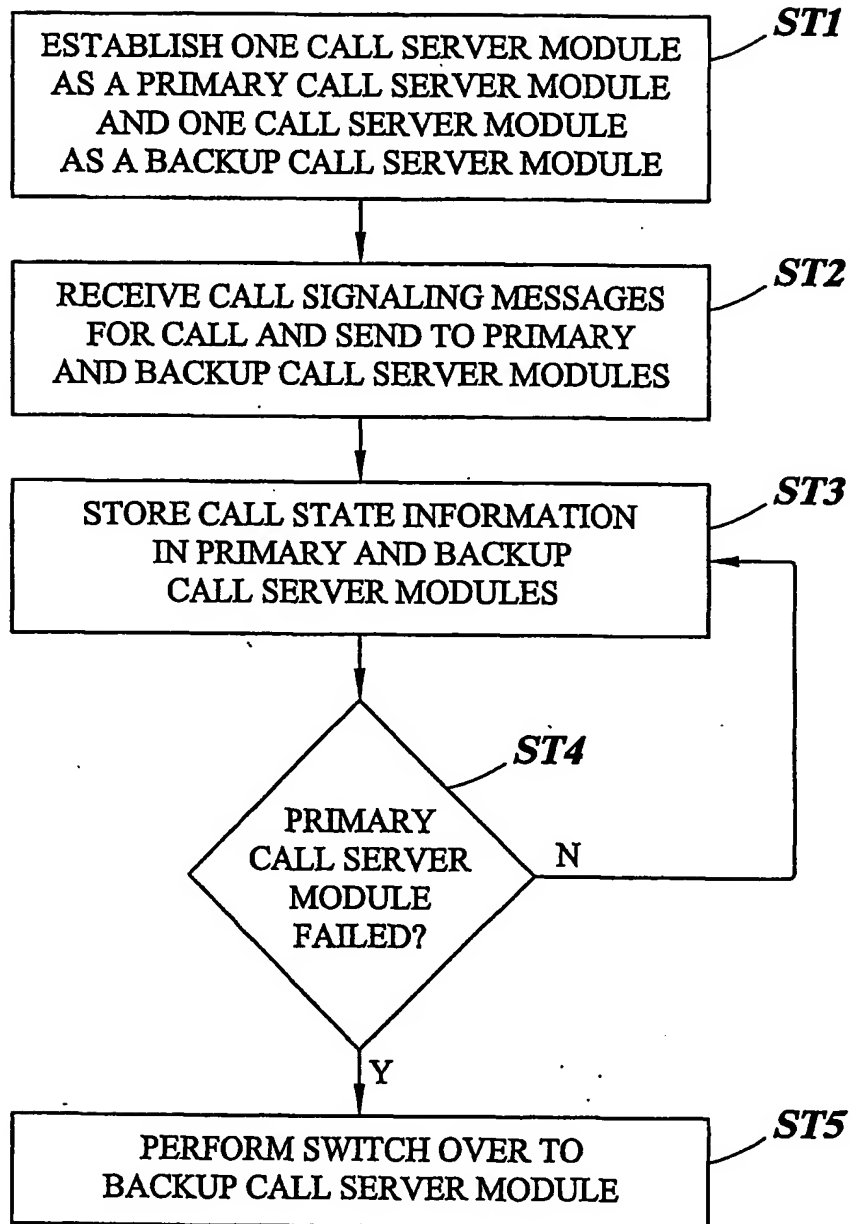 ST1
ESTABLISH ONE CALL SERVER MODULE
AS A PRIMARY CALL SERVER MODULE
AND ONE CALL SERVER MODULE
AS A BACKUP CALL SERVER MODULE
ST2
RECEIVE CALL SIGNALING MESSAGES
FOR CALL AND SEND TO PRIMARY
AND BACKUP CALL SERVER MODULES
ST3
STORE CALL STATE INFORMATION
IN PRIMARY AND BACKUP
CALL SERVER MODULES
ST4
PRIMARY
CALL SERVER
MODULE
FAILED?
N
Y
ST5
PERFORM SWITCH OVER TO
BACKUP CALL SERVER MODULE